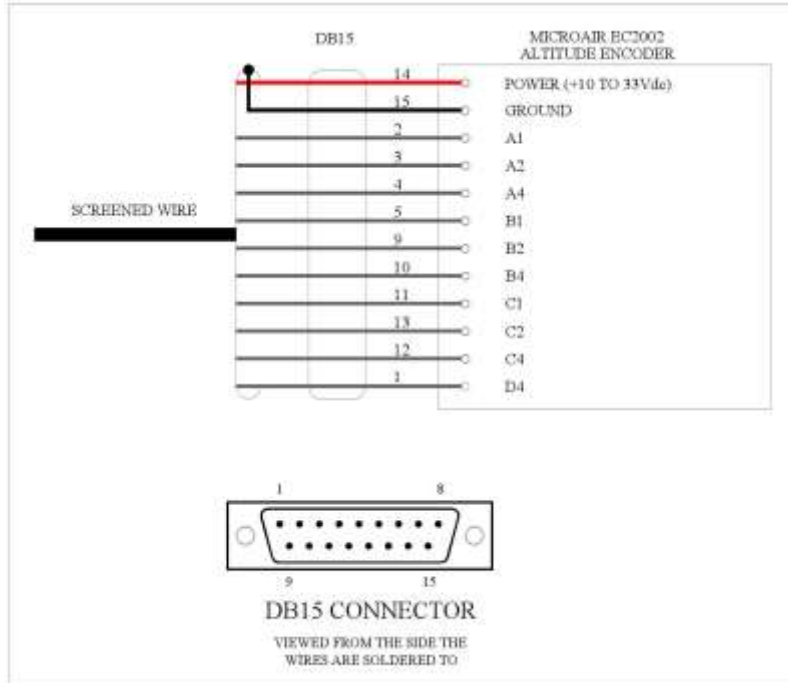 DB15
MICROAIR EC2002
ALTITUDE ENCODER
14 POWER (+10 TO 33Vdc)
15 GROUND
2 A1
3 A2
4 A4
SCREENED WIRE
5 B1
9 B2
10 B4
11 C1
13 C2
12 C4
1 D4
1 8
9 15
DB15 CONNECTOR
VIEWED FROM THE SIDE THE
WIRES ARE SOLDERED TO